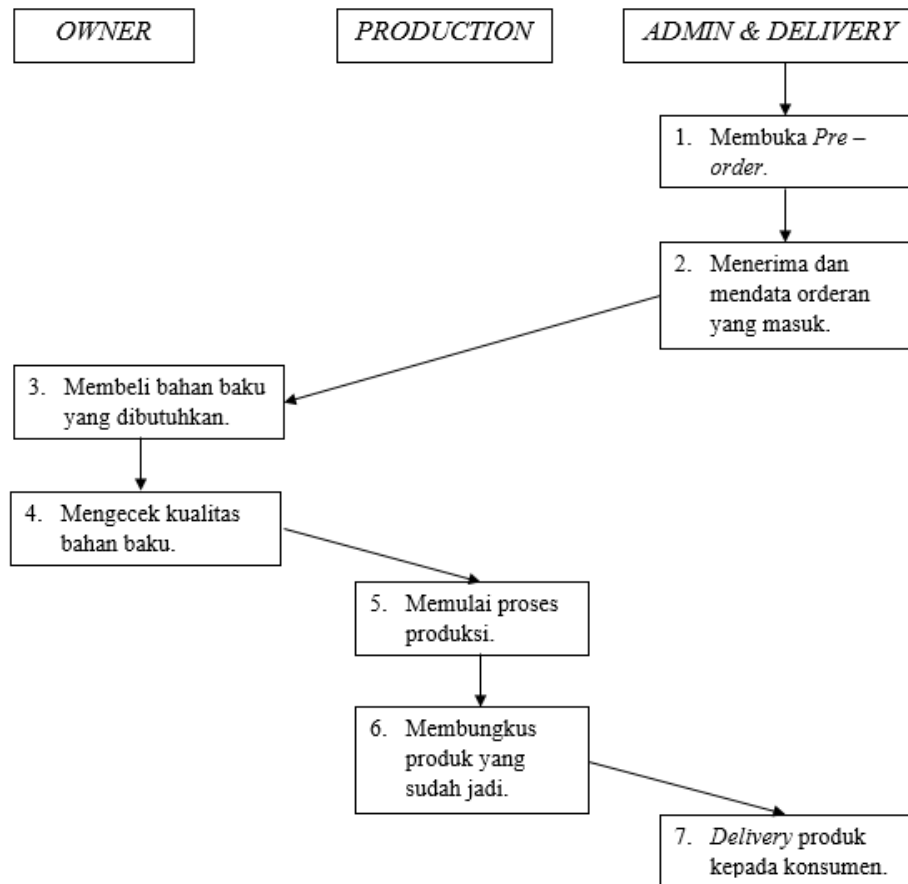 OWNER
PRODUCTION
ADMIN & DELIVERY
1. Membuka Pre –
order.
2. Menerima dan
mendata orderan
yang masuk.
3. Membeli bahan baku
yang dibutuhkan.
4. Mengecek kualitas
bahan baku.
5. Memulai proses
produksi.
6. Membungkus
produk yang
sudah jadi.
7. Delivery produk
kepada konsumen.